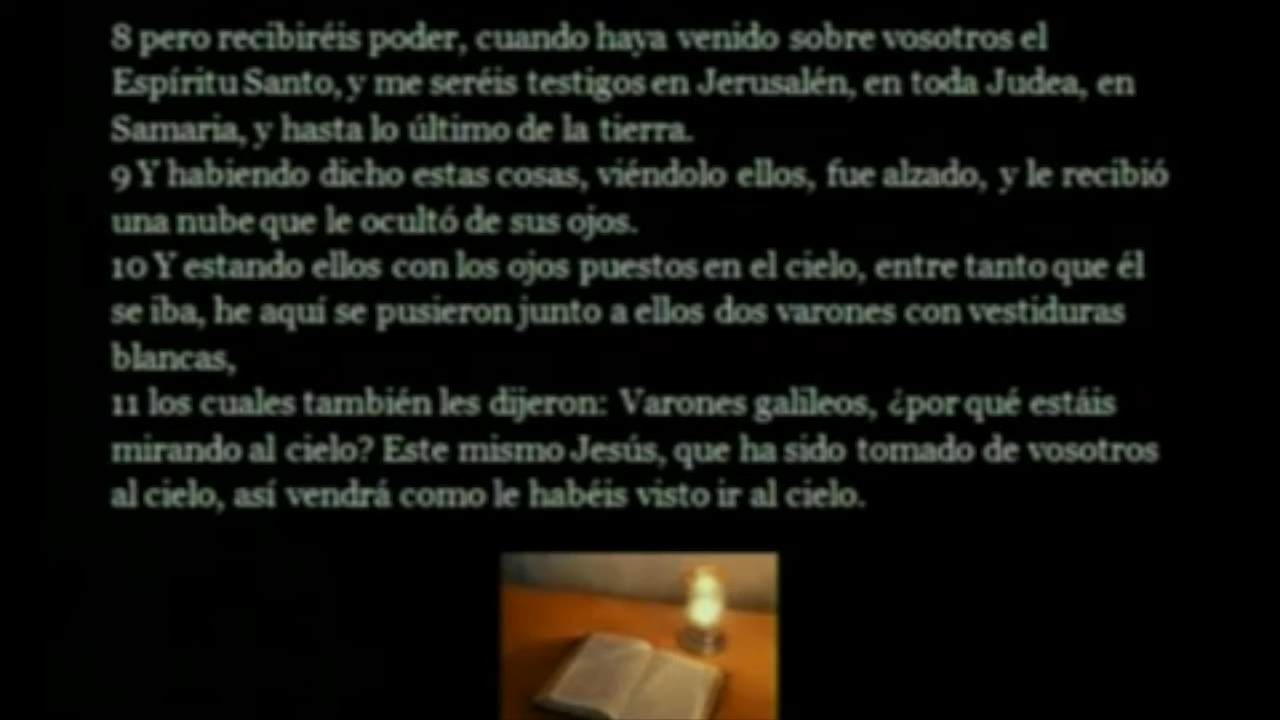 8 pero recibiréis poder, cuando haya venido sobre vosotros el
Espíritu Santo, y me seréis testigos en Jerusalén, en toda Judea, en
Samaria, y hasta lo último de la tierra.
9 Y habiendo dicho estas cosas, viéndolo ellos, fue alzado, y le recibió
una nube que le ocultó de sus ojos.
10 Y estando ellos con los ojos puestos en el cielo, entre tanto que él
se iba, he aquí se pusieron junto a ellos dos varones con vestiduras
blancas,
11 los cuales también les dijeron: Varones galileos, ¿por qué estáis
mirando al cielo? Este mismo Jesús, que ha sido tomado de vosotros
al cielo, así vendrá como le habéis visto ir al cielo.